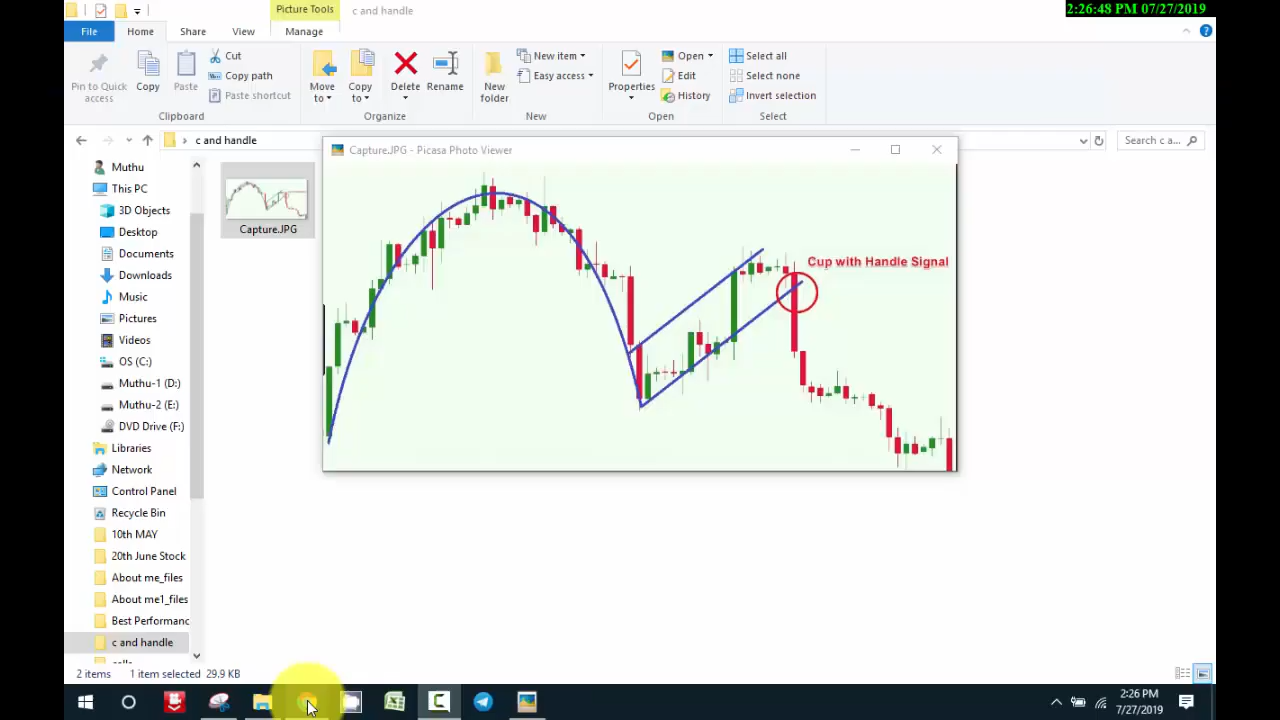 Picture Tools
c and handle
2:26:48 PM 07/27/2019
File
Home
Share
View
Manage
Pin to Quick access
Copy
Paste
Cut
Copy path
Paste shortcut
Clipboard
Move to
Copy to
Delete
Rename
Organize
New folder
New item
Easy access
New
Properties
Open
Edit
History
Open
Select all
Select none
Invert selection
Select
c and handle
Search c a...
Muthu
This PC
3D Objects
Desktop
Documents
Downloads
Music
Pictures
Videos
OS (C:)
Muthu-1 (D:)
Muthu-2 (E:)
DVD Drive (F:)
Libraries
Network
Control Panel
Recycle Bin
10th MAY
20th June Stock
About me_files
About me1_files
Best Performanc
c and handle
Capture.JPG
Capture.JPG - Picasa Photo Viewer
Cup with Handle Signal
2 items
1 item selected 29.9 KB
2:26 PM
7/27/2019